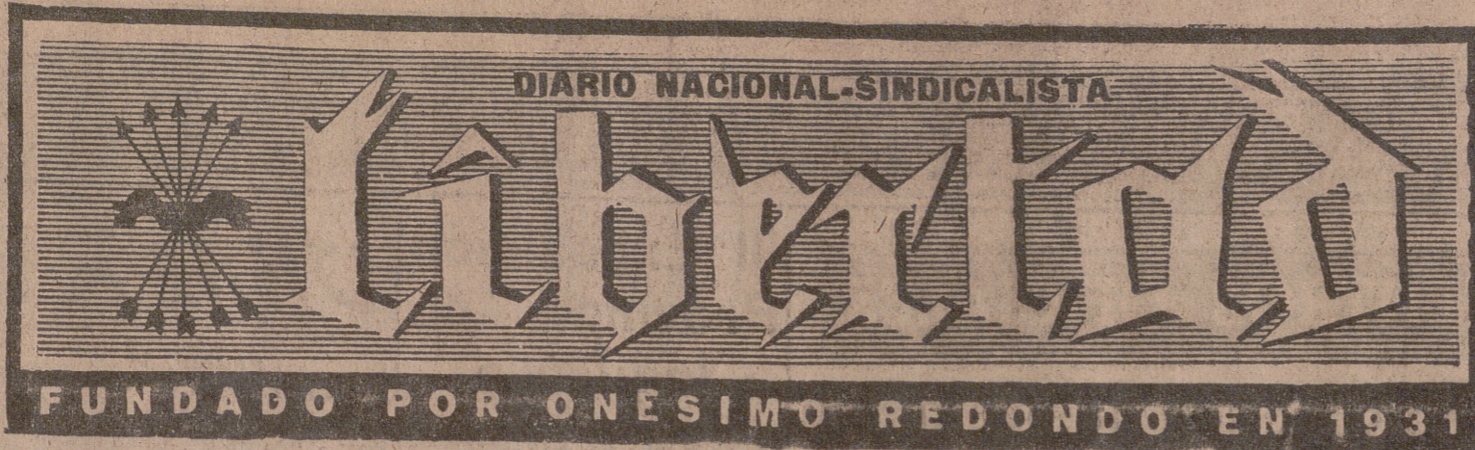 DIARIO NACIONAL-SINDICALISTA
libertad
FUNDADO POR ONESIMO REDONDO EN 1931